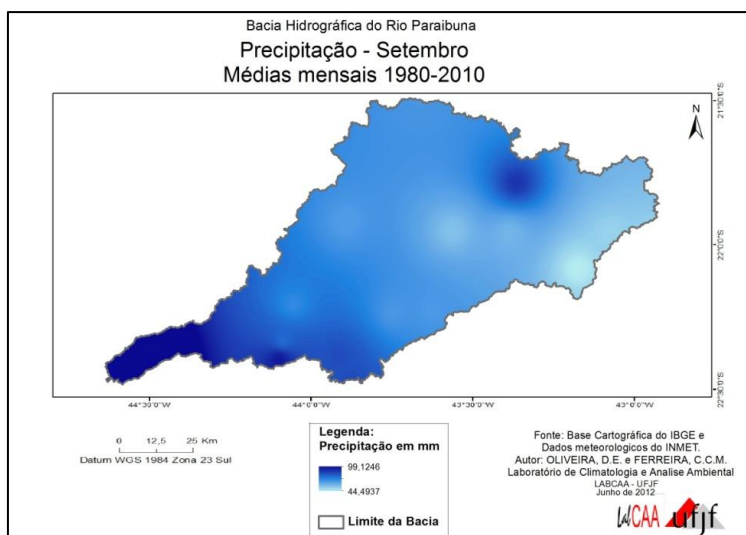 Bacia Hidrográfica do Rio Paraibuna
Precipitação - Setembro
Médias mensais 1980-2010
21°30'0"S
N
22°0'0"S
22°30'0"S
44°30'0"W
44°0'0"W
43°30'0"W
43°0'0"W
0 12,5 25 Km
Datum WGS 1984 Zona 23 Sul
Legenda:
Precipitação em mm
99,1246
44,4937
Limite da Bacia
Fonte: Base Cartográfica do IBGE e
Dados meteorologicos do INMET.
Autor: OLIVEIRA, D.E. e FERREIRA, C.C.M.
Laboratório de Climatologia e Analise Ambiental
LABCAA - UFJF
Junho de 2012
LabCAA ufjf